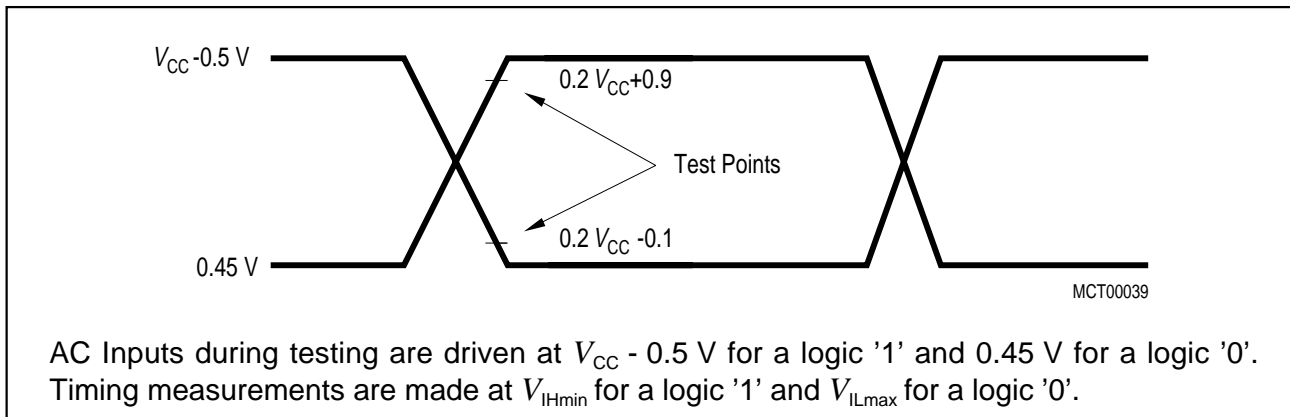 VCC -0.5 V
0.2 VCC+0.9
Test Points
0.2 VCC -0.1
0.45 V
MCT00039
AC Inputs during testing are driven at VCC - 0.5 V for a logic '1' and 0.45 V for a logic '0'.
Timing measurements are made at VIHmin for a logic '1' and VILmax for a logic '0'.